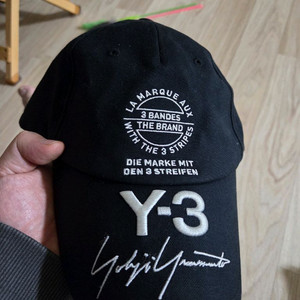 LA MARQUE AUX
3 BANDES
THE BRAND
WITH THE 3 STRIPES
DIE MARKE MIT
DEN 3 STREIFEN
Y-3
Yohji Yamamoto